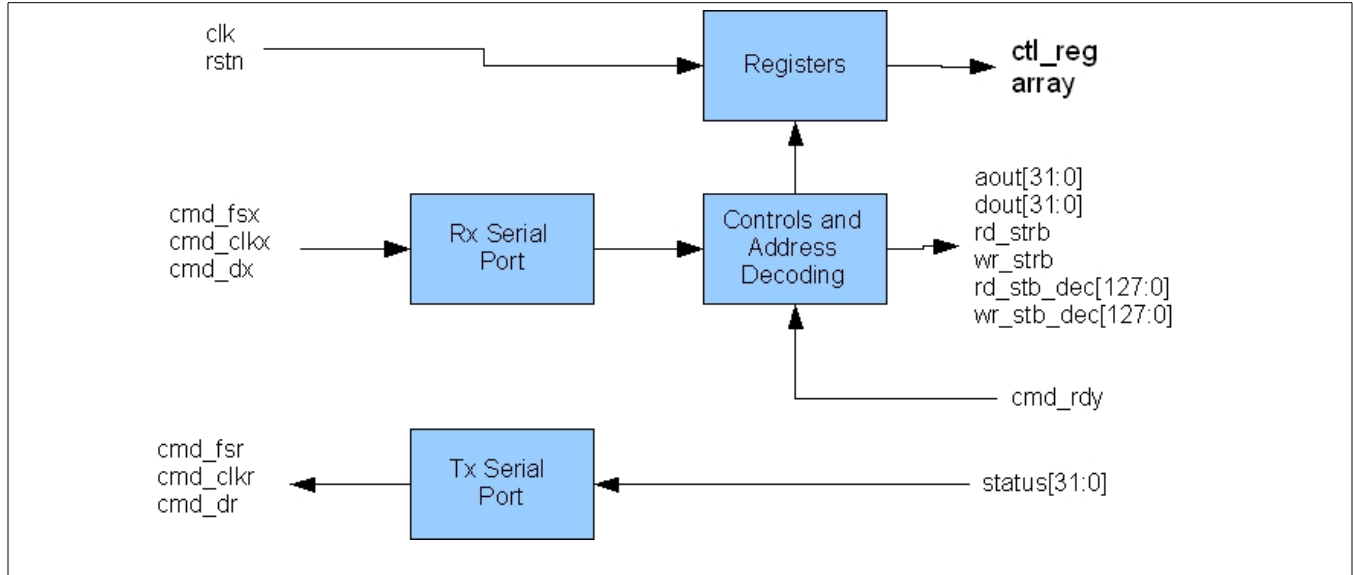 clk
rstn
Registers
ctl_reg
array
cmd_fsx
cmd_clkx
cmd_dx
Rx Serial
Port
Controls and
Address
Decoding
aout[31:0]
dout[31:0]
rd_strb
wr_strb
rd_stb_dec[127:0]
wr_stb_dec[127:0]
cmd_rdy
cmd_fsr
cmd_clkr
cmd_dr
Tx Serial
Port
status[31:0]